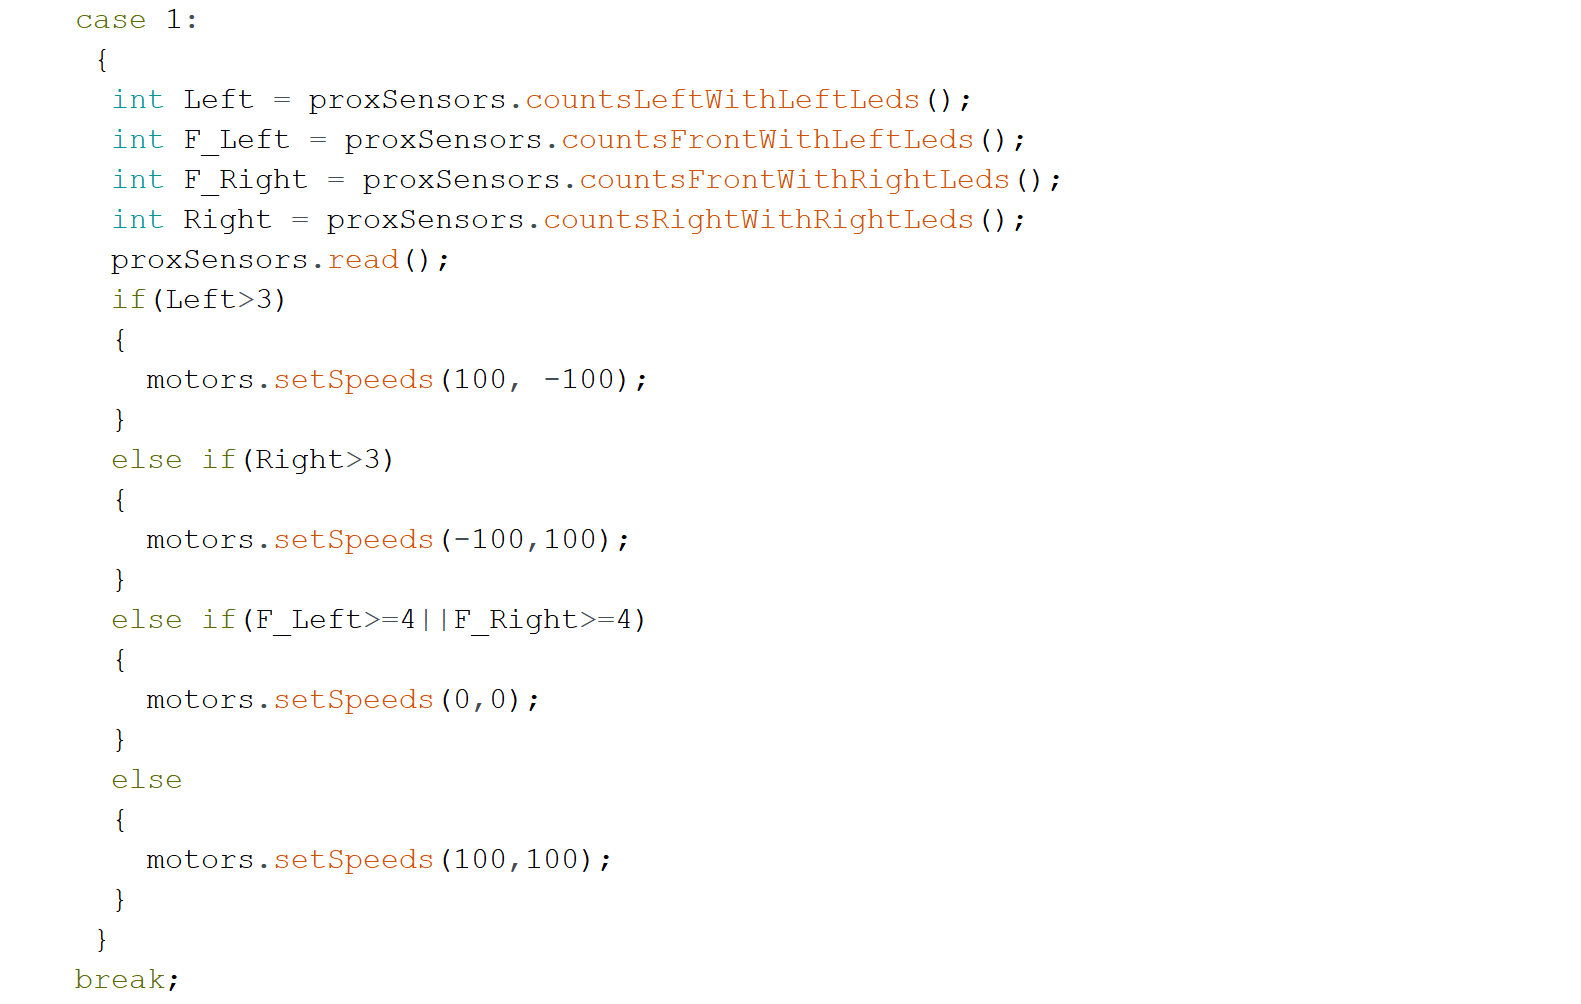 case 1:
{
int Left = proxSensors.countsLeftWithLeftLeds();
int F_Left = proxSensors.countsFrontWithLeftLeds();
int F_Right = proxSensors.countsFrontWithRightLeds();
int Right = proxSensors.countsRightWithRightLeds();
proxSensors.read();
if(Left>3)
{
motors.setSpeeds(100, -100);
}
else if(Right>3)
{
motors.setSpeeds(-100,100);
}
else if(F_Left>=4||F_Right>=4)
{
motors.setSpeeds(0,0);
}
else
{
motors.setSpeeds(100,100);
}
}
break;